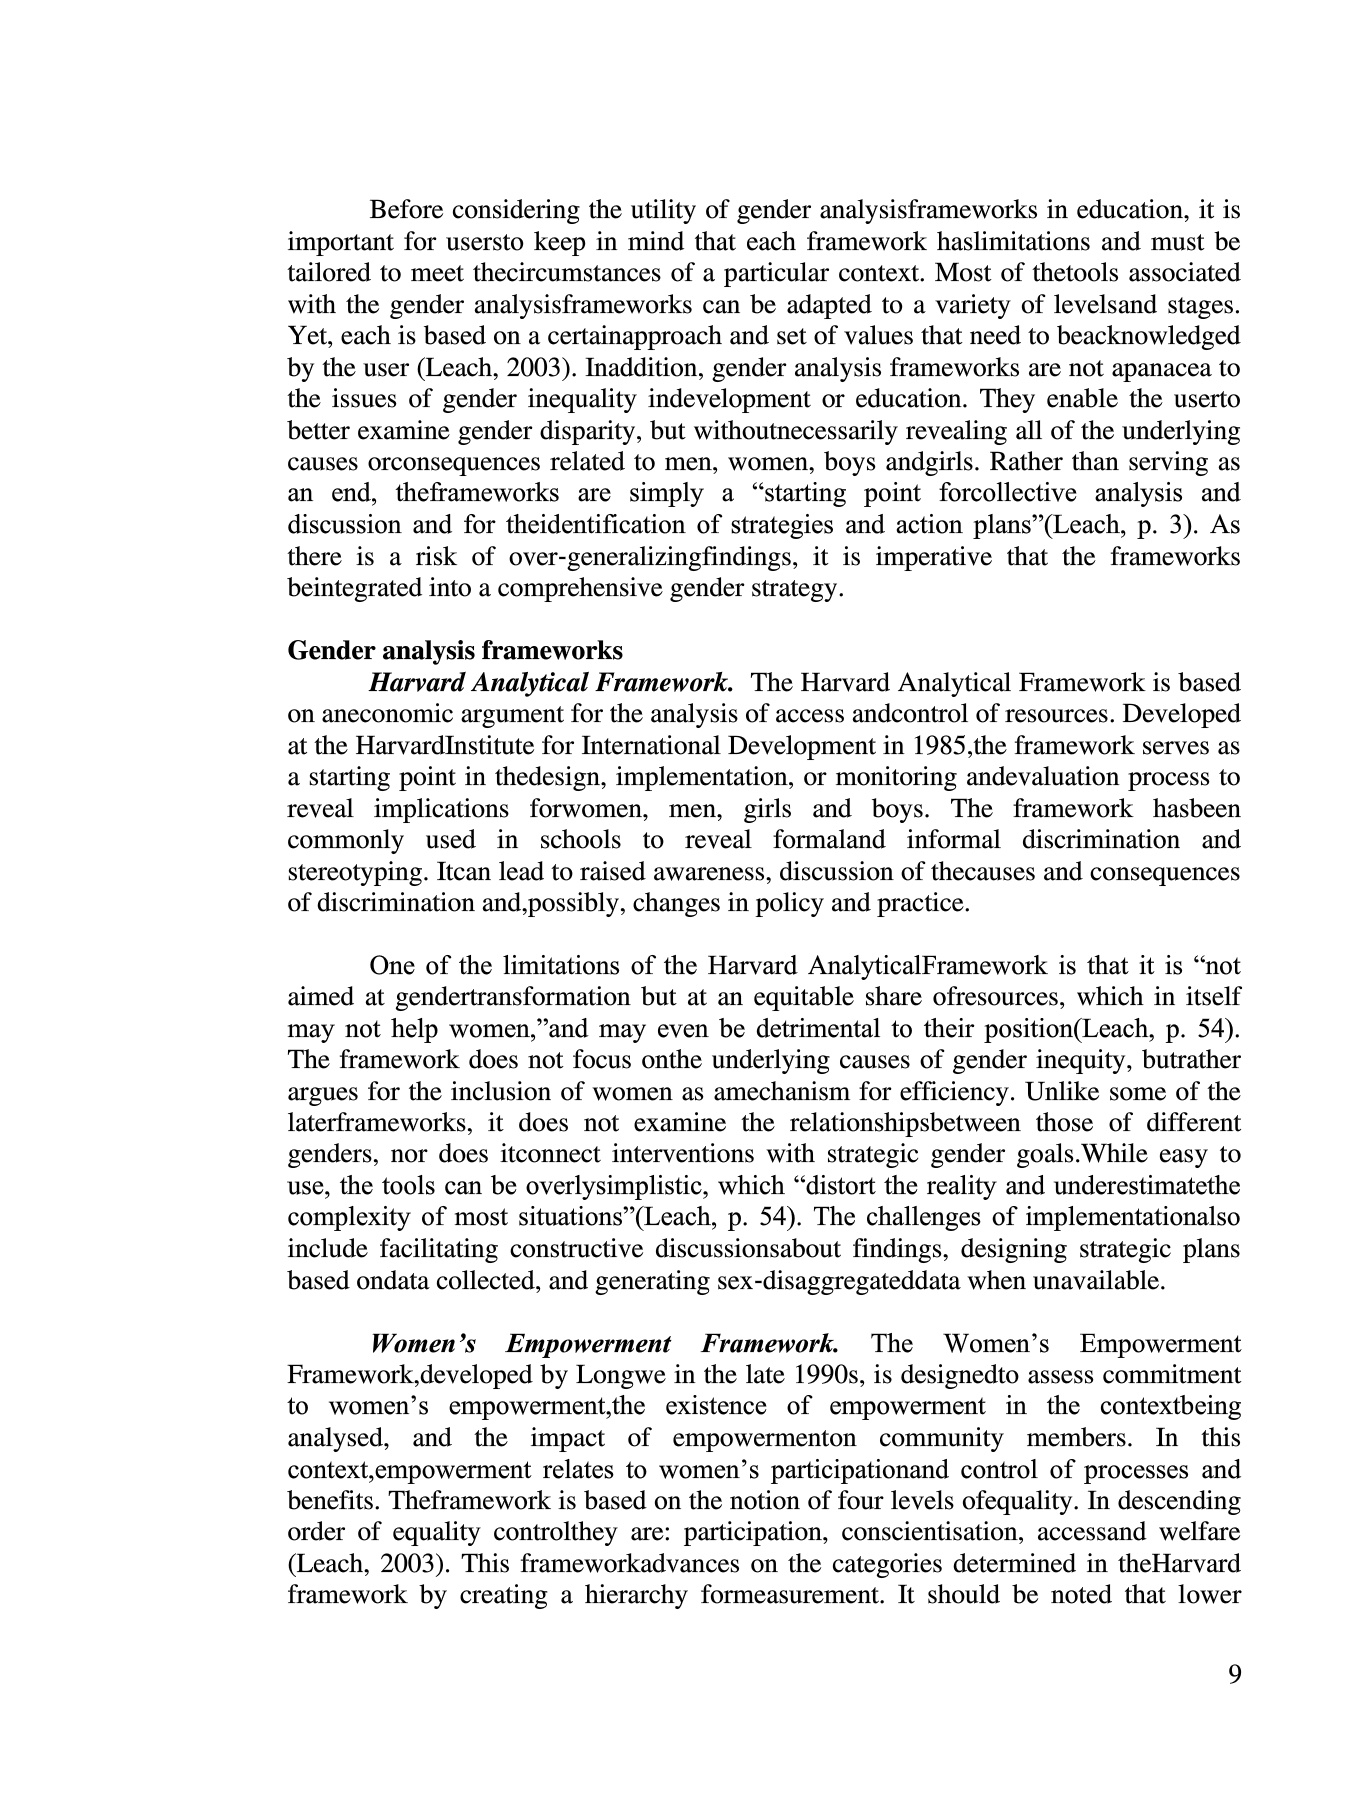 Before considering the utility of gender analysisframeworks in education, it is
important for usersto keep in mind that each framework haslimitations and must be
tailored to meet thecircumstances of a particular context. Most of thetools associated
with the gender analysisframeworks can be adapted to a variety of levelsand stages.
Yet, each is based on a certainapproach and set of values that need to beacknowledged
by the user (Leach, 2003). Inaddition, gender analysis frameworks are not apanacea to
the issues of gender inequality indevelopment or education. They enable the userto
better examine gender disparity, but withoutnecessarily revealing all of the underlying
causes orconsequences related to men, women, boys andgirls. Rather than serving as
an end, theframeworks are simply a “starting point forcollective analysis and
discussion and for theidentification of strategies and action plans”(Leach, p. 3). As
there is a risk of over-generalizingfindings, it is imperative that the frameworks
beintegrated into a comprehensive gender strategy.
Gender analysis frameworks
Harvard Analytical Framework. The Harvard Analytical Framework is based
on aneconomic argument for the analysis of access andcontrol of resources. Developed
at the HarvardInstitute for International Development in 1985,the framework serves as
a starting point in thedesign, implementation, or monitoring andevaluation process to
reveal implications forwomen, men, girls and boys. The framework hasbeen
commonly used in schools to reveal formaland informal discrimination and
stereotyping. Itcan lead to raised awareness, discussion of thecauses and consequences
of discrimination and,possibly, changes in policy and practice.
One of the limitations of the Harvard AnalyticalFramework is that it is “not
aimed at gendertransformation but at an equitable share ofresources, which in itself
may not help women,”and may even be detrimental to their position(Leach, p. 54).
The framework does not focus onthe underlying causes of gender inequity, butrather
argues for the inclusion of women as amechanism for efficiency. Unlike some of the
laterframeworks, it does not examine the relationshipsbetween those of different
genders, nor does itconnect interventions with strategic gender goals.While easy to
use, the tools can be overlysimplistic, which “distort the reality and underestimatethe
complexity of most situations”(Leach, p. 54). The challenges of implementationalso
include facilitating constructive discussionsabout findings, designing strategic plans
based ondata collected, and generating sex-disaggregateddata when unavailable.
Women’s Empowerment Framework. The Women’s Empowerment
Framework,developed by Longwe in the late 1990s, is designedto assess commitment
to women’s empowerment,the existence of empowerment in the contextbeing
analysed, and the impact of empowermenton community members. In this
context,empowerment relates to women’s participationand control of processes and
benefits. Theframework is based on the notion of four levels ofequality. In descending
order of equality controlthey are: participation, conscientisation, accessand welfare
(Leach, 2003). This frameworkadvances on the categories determined in theHarvard
framework by creating a hierarchy formeasurement. It should be noted that lower
9